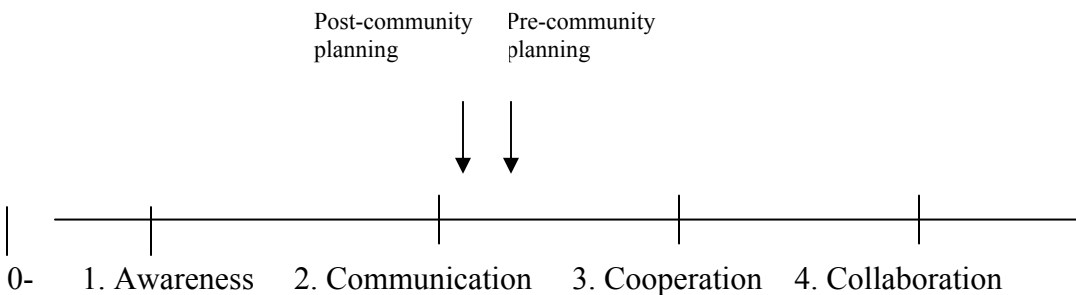 Post-community planning
Pre-community planning
0- 1. Awareness 2. Communication 3. Cooperation 4. Collaboration